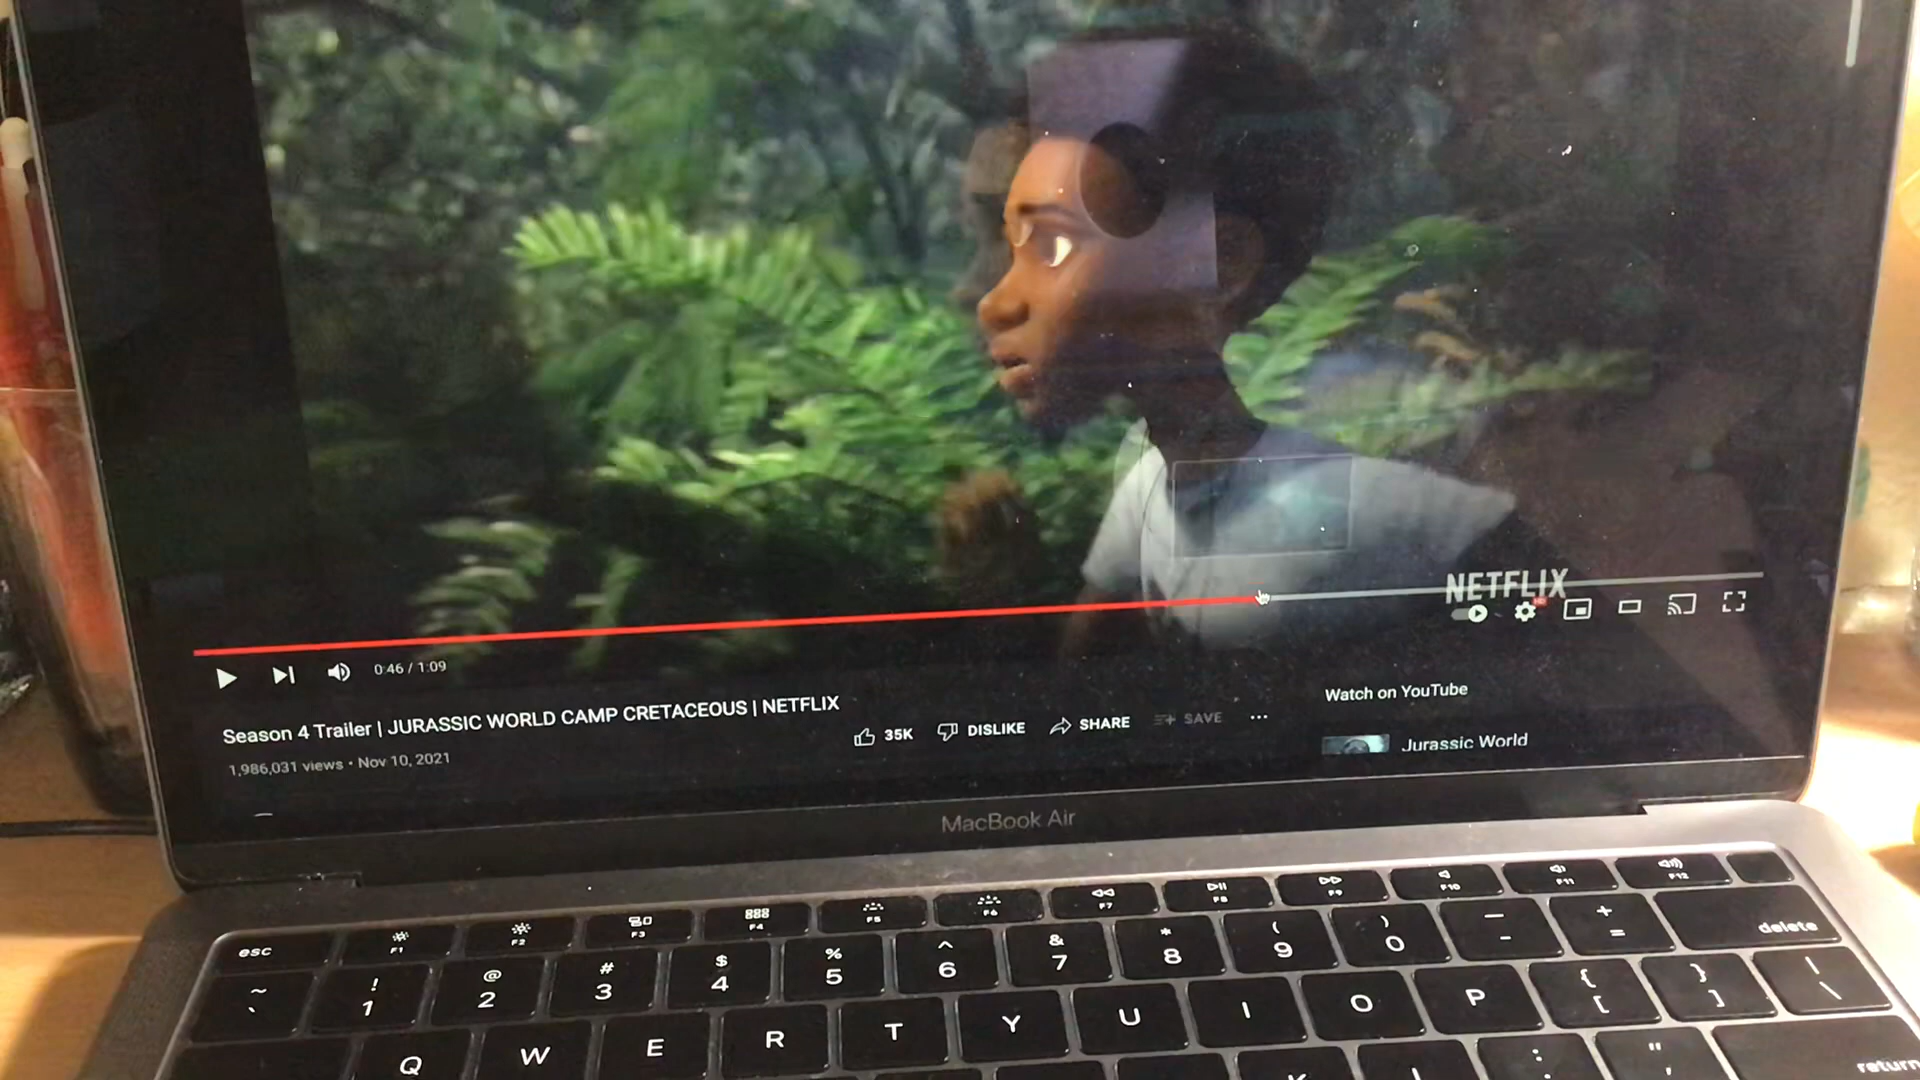 NETFLIX
0:46 / 1:09
Season 4 Trailer | JURASSIC WORLD CAMP CRETACEOUS | NETFLIX
1,986,031 views • Nov 10, 2021
35K DISLIKE SHARE SAVE ...
Watch on YouTube
Jurassic World
MacBook Air
esc F1 F2 F3 F4 F5 F6 F7 F8 F9 F10 F11 F12
~ ! @ # $ % ^ & * ( ) — +
` 1 2 3 4 5 6 7 8 9 0 - = delete
Q W E R T Y U I O P { [ } ] | \
: " return